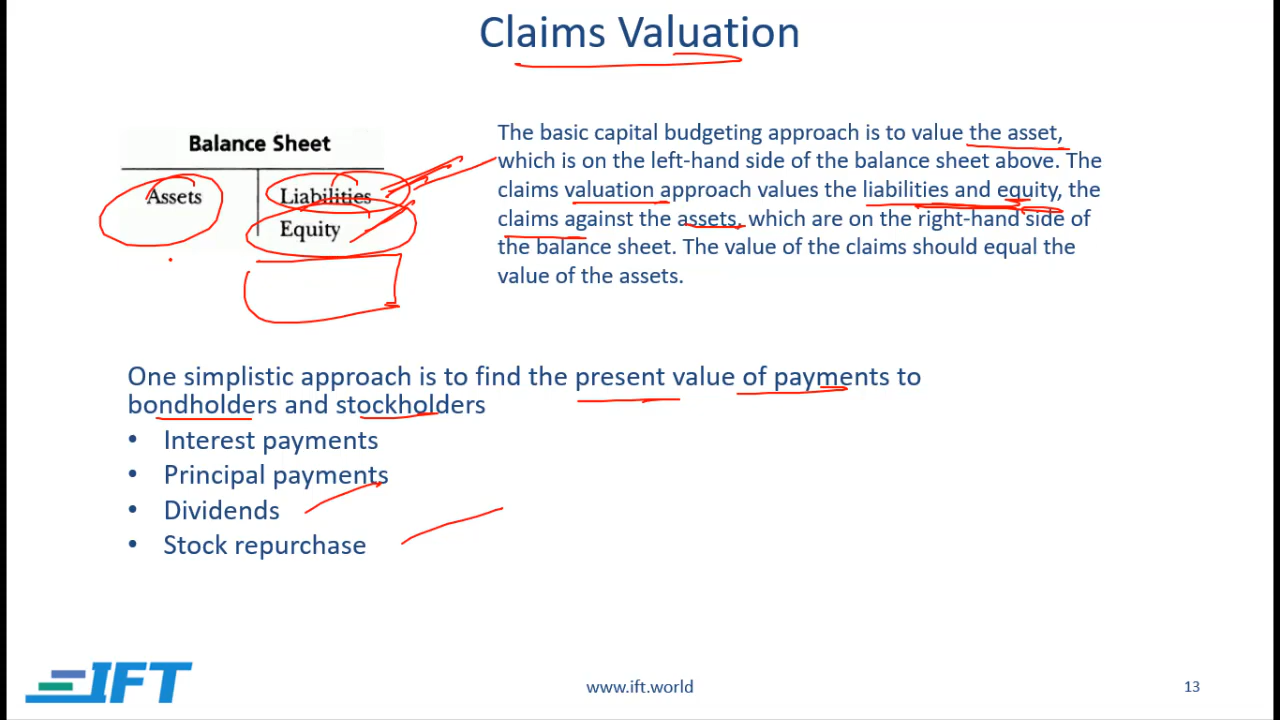 Claims Valuation
Balance Sheet
Assets
Liabilities
Equity
The basic capital budgeting approach is to value the asset,
which is on the left-hand side of the balance sheet above. The
claims valuation approach values the liabilities and equity, the
claims against the assets, which are on the right-hand side of
the balance sheet. The value of the claims should equal the
value of the assets.
One simplistic approach is to find the present value of payments to
bondholders and stockholders
• Interest payments
• Principal payments
• Dividends
• Stock repurchase
IFT
www.ift.world
13